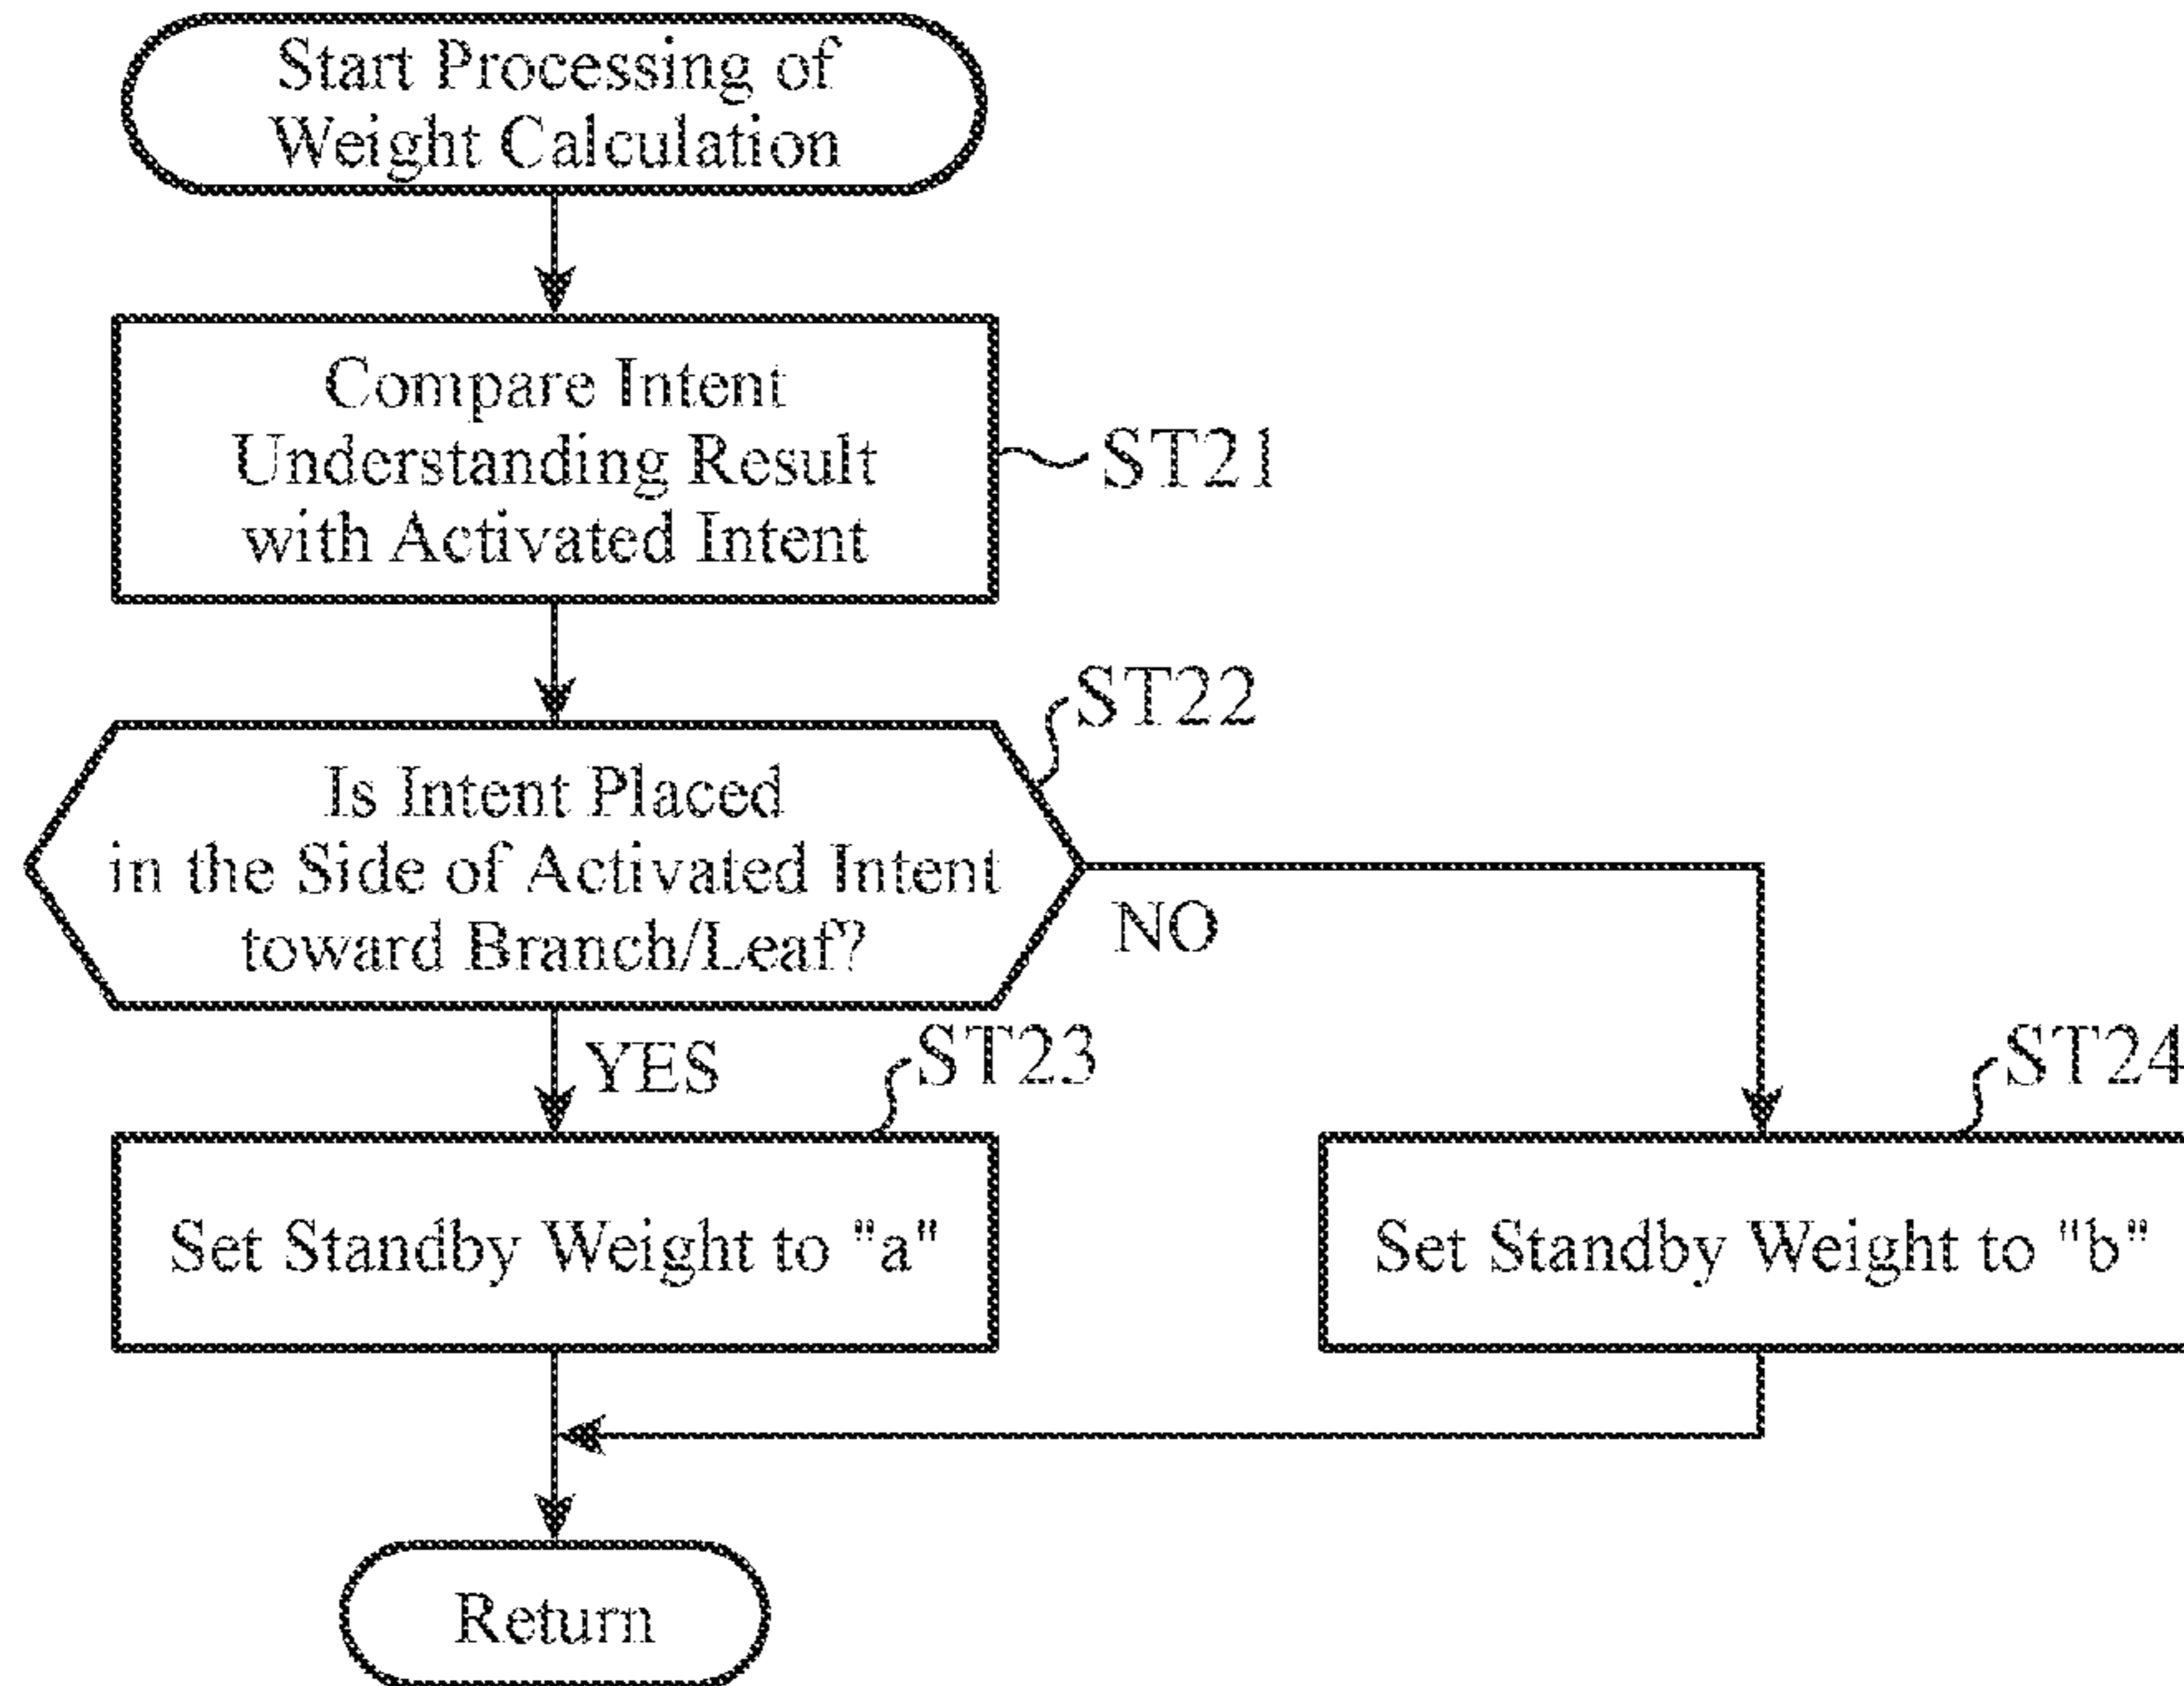 Start Processing of
Weight Calculation
Compare Intent
Understanding Result
with Activated Intent
ST21
ST22
Is Intent Placed
in the Side of Activated Intent
toward Branch/Leaf?
NO
YES
ST23
ST24
Set Standby Weight to "a"
Set Standby Weight to "b"
Return